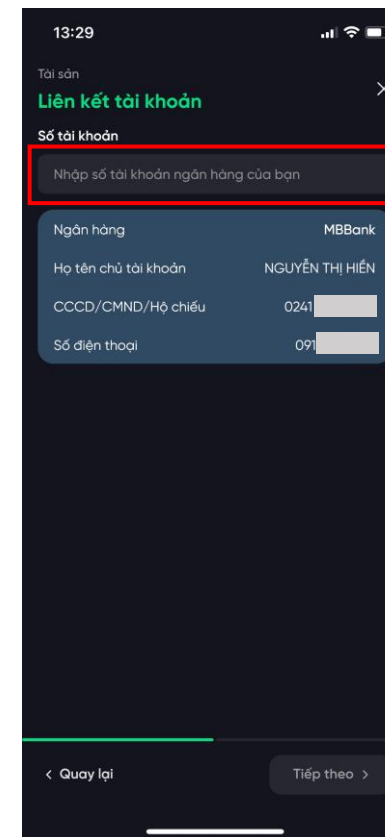 13:29
Tài sản
Liên kết tài khoản
Số tài khoản
Nhập số tài khoản ngân hàng của bạn
Ngân hàng MBBank
Họ tên chủ tài khoản NGUYỄN THỊ HIỀN
CCCD/CMND/Hộ chiếu 0241
Số điện thoại 091
< Quay lại Tiếp theo >